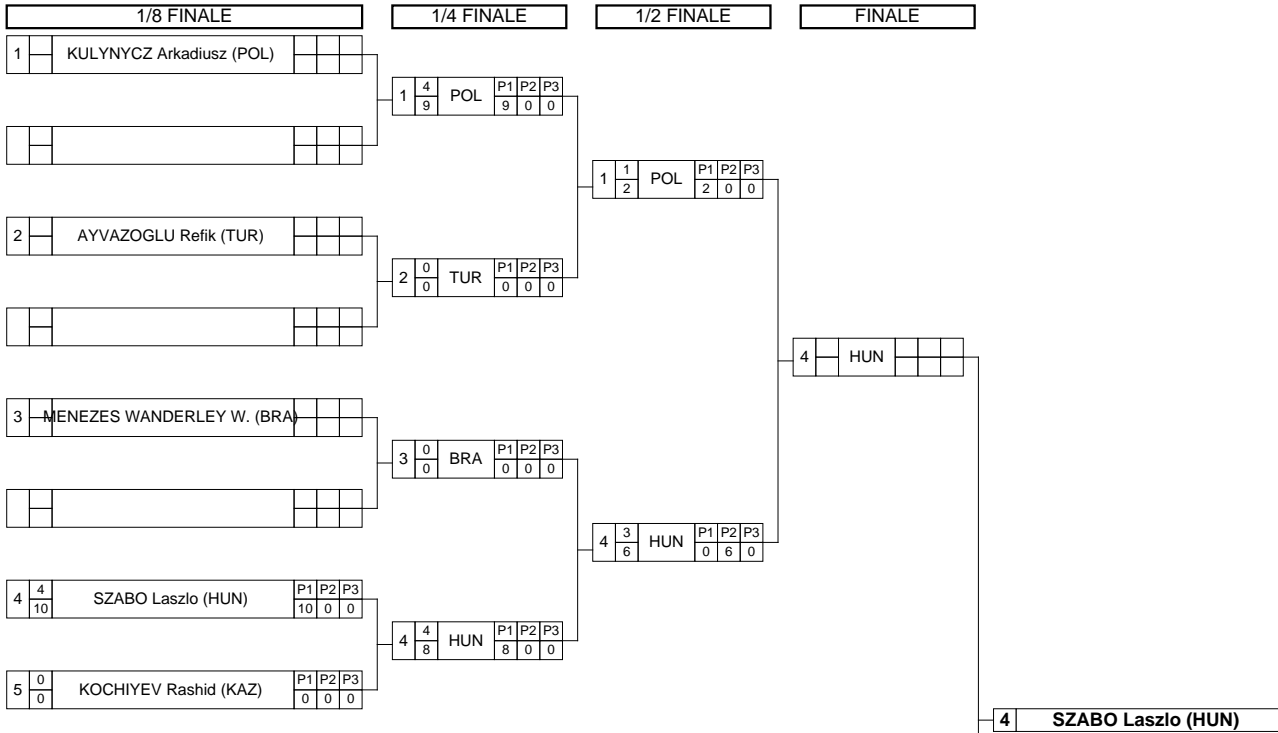 1/8 FINALE 1/4 FINALE 1/2 FINALE FINALE
1 KULYNYCZ Arkadiusz (POL)
1 4 9 POL P1 P2 P3 9 0 0
1 1 2 POL P1 P2 P3 2 0 0
2 AYVAZOGLU Refik (TUR)
2 0 0 TUR P1 P2 P3 0 0 0
4 HUN
3 MENEZES WANDERLEY W. (BRA)
3 0 0 BRA P1 P2 P3 0 0 0
4 3 6 HUN P1 P2 P3 0 6 0
4 4 10 SZABO Laszlo (HUN) P1 P2 P3 10 0 0
4 4 8 HUN P1 P2 P3 8 0 0
5 0 0 KOCHIYEV Rashid (KAZ) P1 P2 P3 0 0 0
4 SZABO Laszlo (HUN)